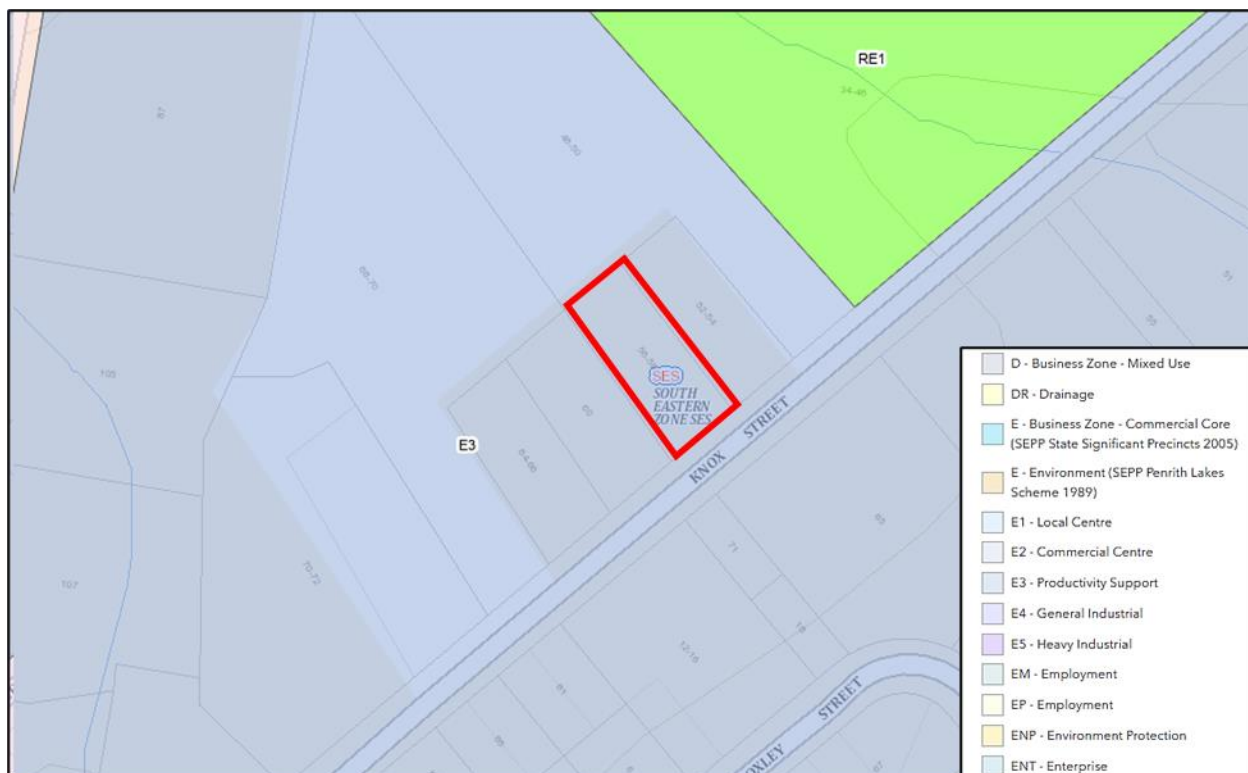 RE1
34-46
87
48-50
68-70
52-54
51
55
105
56-58
SES
SOUTH
EASTERN
ZONE SES
60
64-66
E3
KNOX STREET
63
71
107
70-72
12-16
18
81
OXLEY STREET
67
D - Business Zone - Mixed Use
DR - Drainage
E - Business Zone - Commercial Core
(SEPP State Significant Precincts 2005)
E - Environment (SEPP Penrith Lakes
Scheme 1989)
E1 - Local Centre
E2 - Commercial Centre
E3 - Productivity Support
E4 - General Industrial
E5 - Heavy Industrial
EM - Employment
EP - Employment
ENP - Environment Protection
ENT - Enterprise